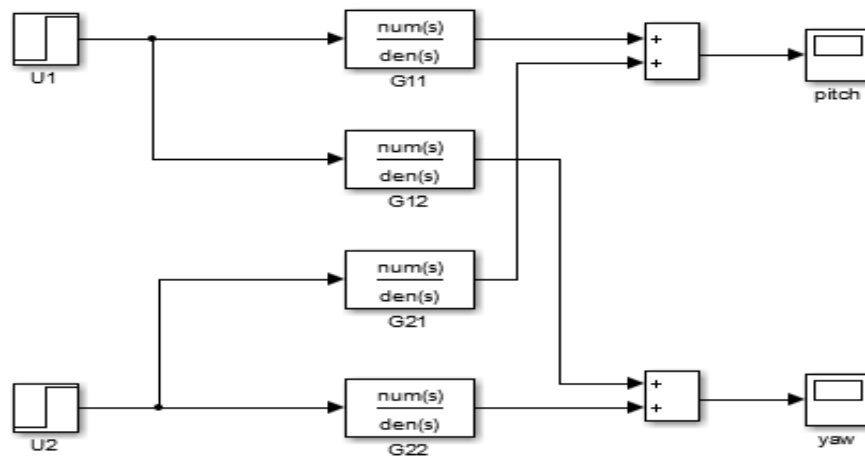 U1
num(s)
den(s)
G11
+
+
pitch
num(s)
den(s)
G12
num(s)
den(s)
G21
U2
num(s)
den(s)
G22
+
+
yaw